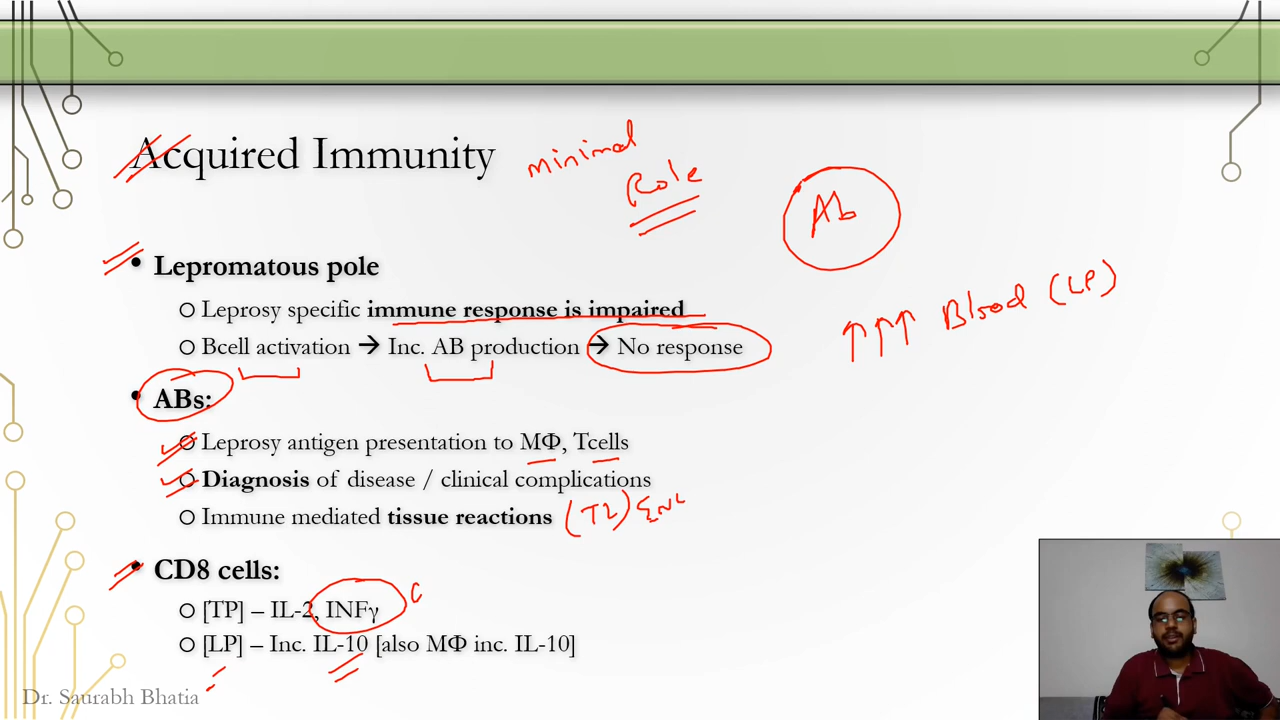 Acquired Immunity
minimal
Role
Ab
• Lepromatous pole
↑↑↑ Blood (LP)
o Leprosy specific immune response is impaired
o Bcell activation → Inc. AB production → No response
• ABs:
o Leprosy antigen presentation to MΦ, Tcells
o Diagnosis of disease / clinical complications
o Immune mediated tissue reactions (T2) ENL
• CD8 cells:
o [TP] – IL-2, INFγ
o [LP] – Inc. IL-10 [also MΦ inc. IL-10]
Dr. Saurabh Bhatia